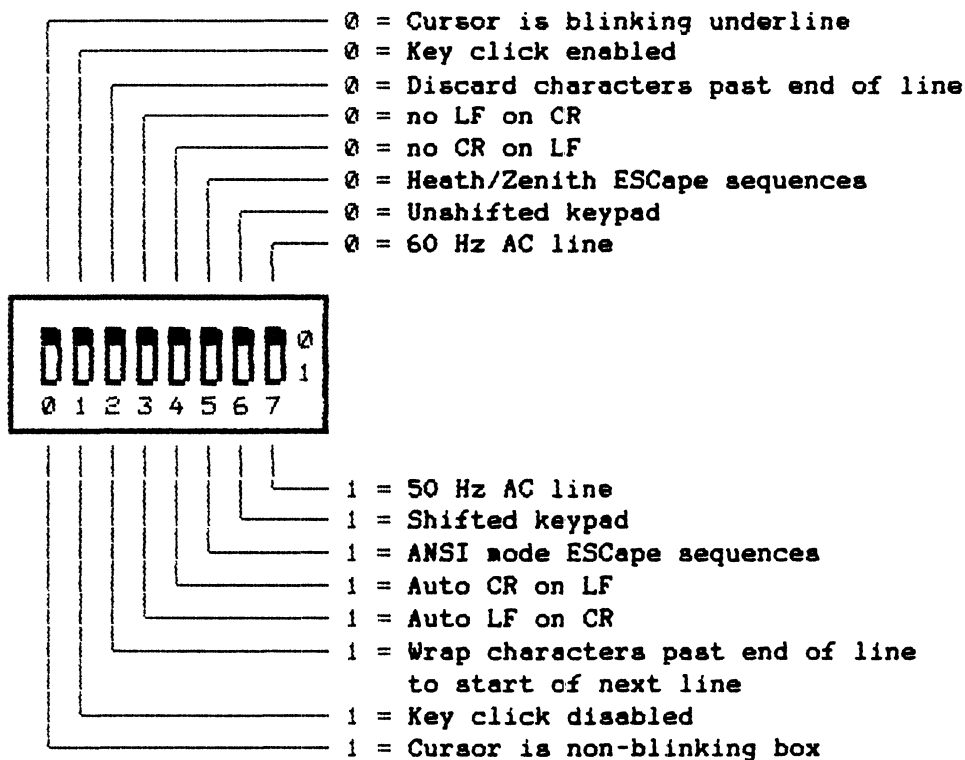 0 = Cursor is blinking underline
0 = Key click enabled
0 = Discard characters past end of line
0 = no LF on CR
0 = no CR on LF
0 = Heath/Zenith ESCape sequences
0 = Unshifted keypad
0 = 60 Hz AC line
0
1
0 1 2 3 4 5 6 7
1 = 50 Hz AC line
1 = Shifted keypad
1 = ANSI mode ESCape sequences
1 = Auto CR on LF
1 = Auto LF on CR
1 = Wrap characters past end of line
to start of next line
1 = Key click disabled
1 = Cursor is non-blinking box